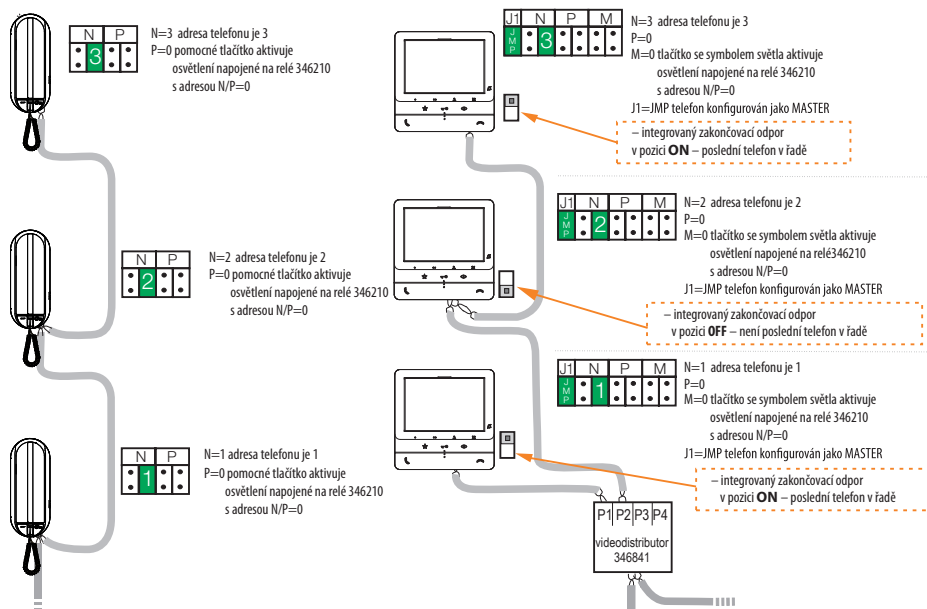 N P
3
N=3 adresa telefonu je 3
P=0 pomocné tlačítko aktivuje
osvětlení napojené na relé 346210
s adresou N/P=0
N P
2
N=2 adresa telefonu je 2
P=0 pomocné tlačítko aktivuje
osvětlení napojené na relé 346210
s adresou N/P=0
N P
1
N=1 adresa telefonu je 1
P=0 pomocné tlačítko aktivuje
osvětlení napojené na relé 346210
s adresou N/P=0
J1 N P M
JMP 3
N=3 adresa telefonu je 3
P=0
M=0 tlačítko se symbolem světla aktivuje
osvětlení napojené na relé 346210
s adresou N/P=0
J1=JMP telefon konfigurován jako MASTER
– integrovaný zakončovací odpor
v pozici ON – poslední telefon v řadě
J1 N P M
JMP 2
N=2 adresa telefonu je 2
P=0
M=0 tlačítko se symbolem světla aktivuje
osvětlení napojené na relé346210
s adresou N/P=0
J1=JMP telefon konfigurován jako MASTER
– integrovaný zakončovací odpor
v pozici OFF – není poslední telefon v řadě
J1 N P M
JMP 1
N=1 adresa telefonu je 1
P=0
M=0 tlačítko se symbolem světla aktivuje
osvětlení napojené na relé 346210
s adresou N/P=0
J1=JMP telefon konfigurován jako MASTER
– integrovaný zakončovací odpor
v pozici ON – poslední telefon v řadě
P1 P2 P3 P4
videodistributor
346841